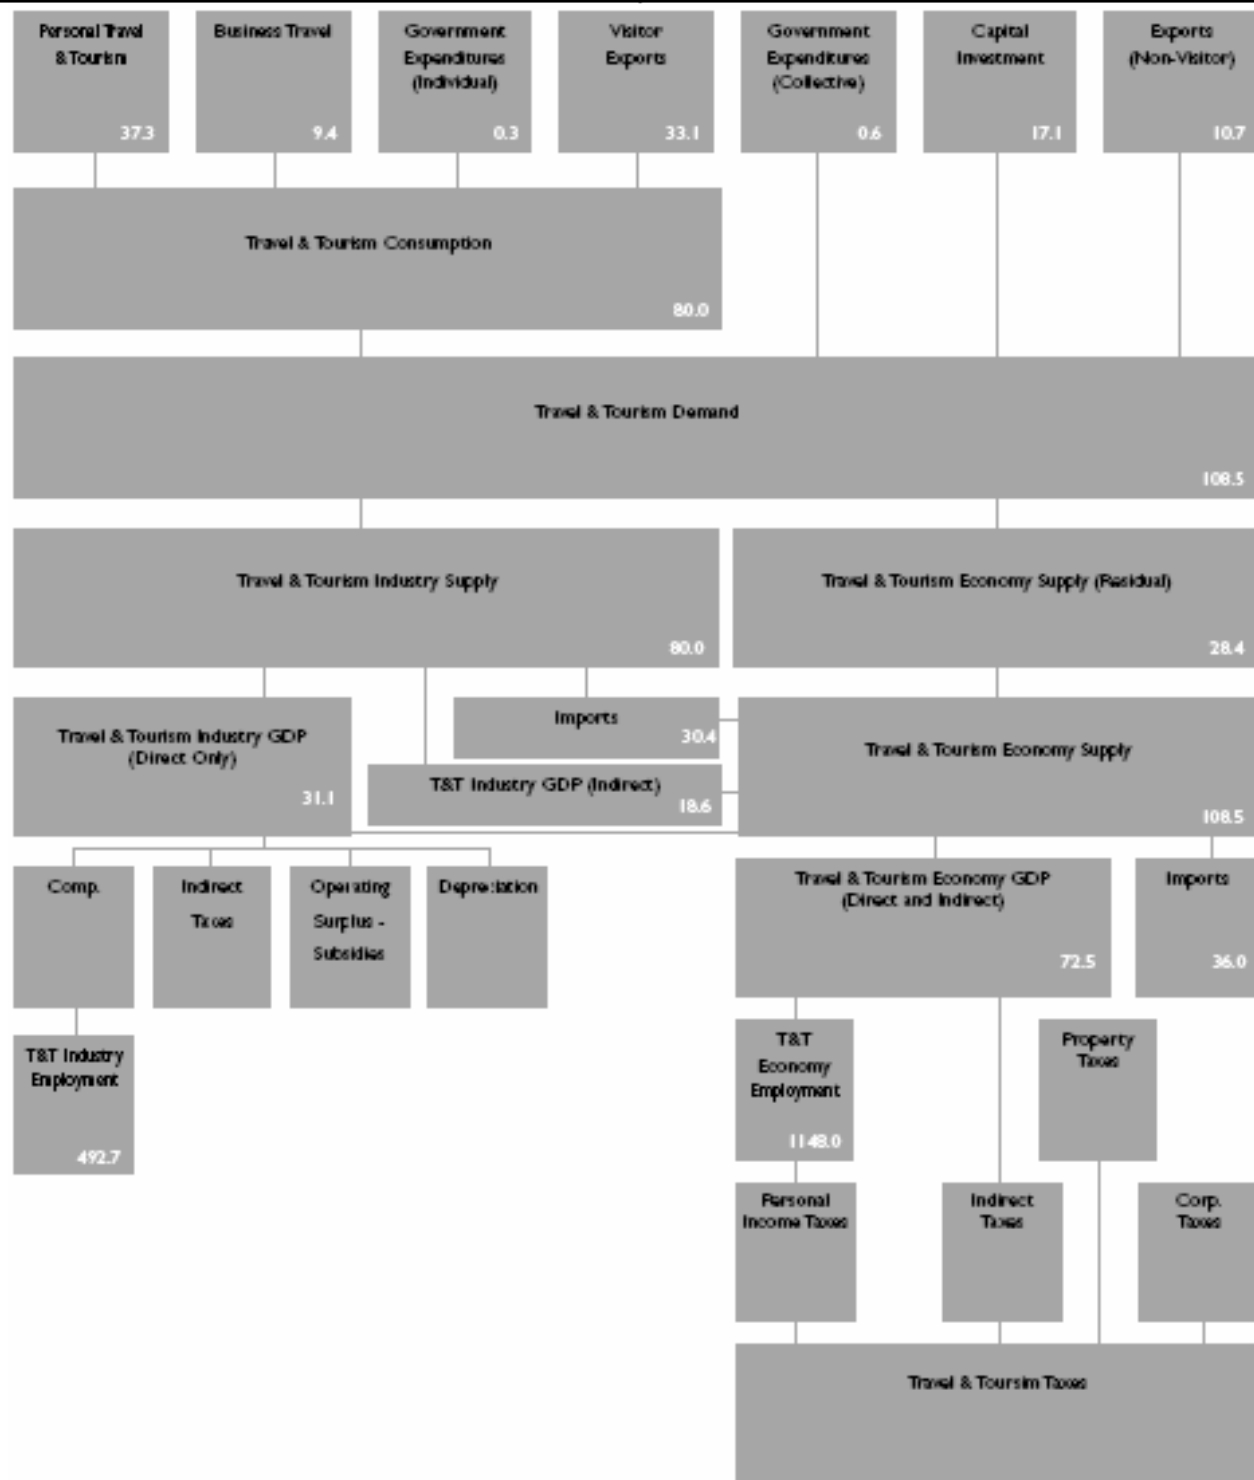 Personal Travel
& Tourism
37.3
Business Travel
9.4
Government
Expenditures
(Individual)
0.3
Visitor
Exports
33.1
Government
Expenditures
(Collective)
0.6
Capital
Investment
17.1
Exports
(Non-Visitor)
10.7
Travel & Tourism Consumption
80.0
Travel & Tourism Demand
108.5
Travel & Tourism Industry Supply
80.0
Travel & Tourism Economy Supply (Residual)
28.4
Travel & Tourism Industry GDP
(Direct Only)
31.1
Imports
30.4
T&T Industry GDP (Indirect)
18.6
Travel & Tourism Economy Supply
108.5
Comp.
Indirect
Taxes
Operating
Surplus -
Subsidies
Depreciation
Travel & Tourism Economy GDP
(Direct and Indirect)
72.5
Imports
36.0
T&T Industry
Employment
492.7
T&T
Economy
Employment
1148.0
Property
Taxes
Personal
Income Taxes
Indirect
Taxes
Corp.
Taxes
Travel & Toursim Taxes